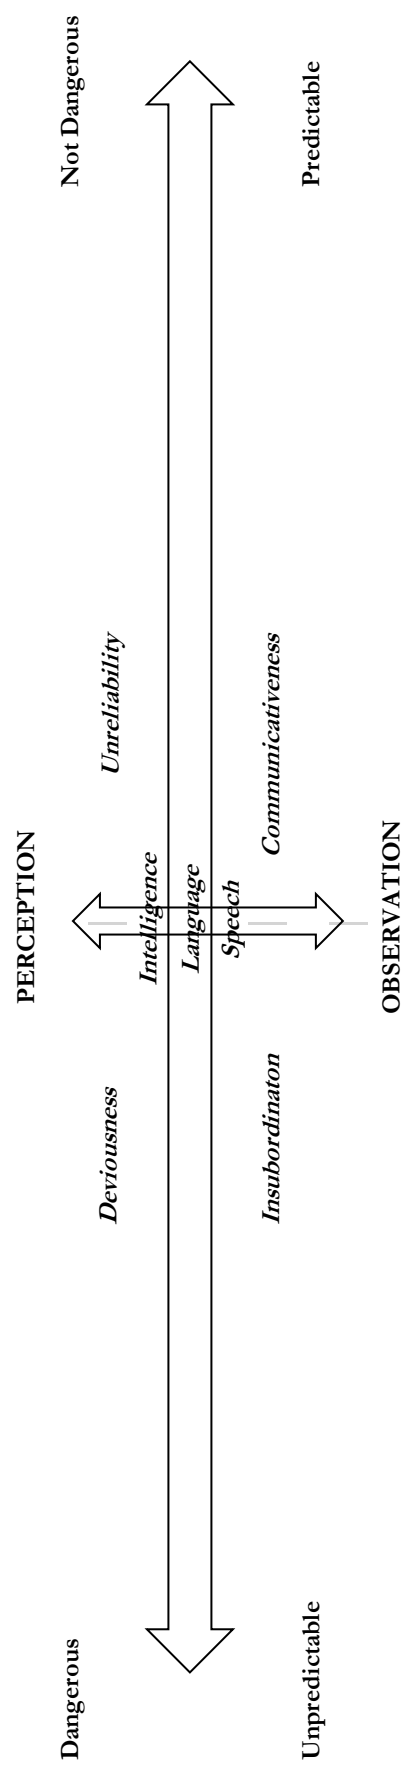 PERCEPTION
Dangerous
Not Dangerous
Deviousness
Unreliability
Intelligence
Language
Speech
Insubordinaton
Communicativeness
Unpredictable
Predictable
OBSERVATION